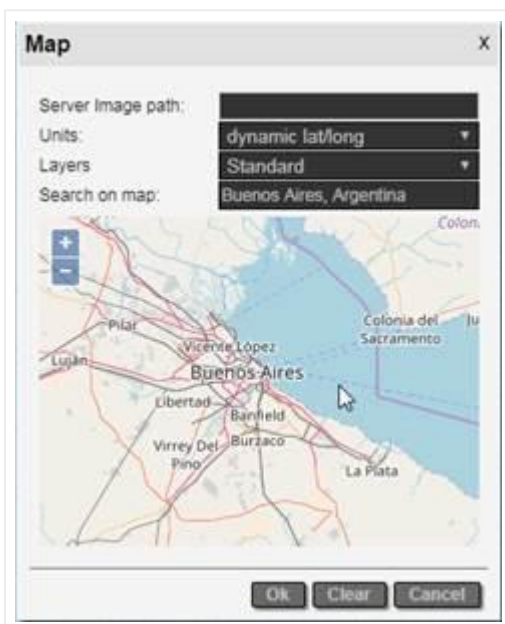 Map x
Server Image path:
Units: dynamic lat/long
Layers Standard
Search on map: Buenos Aires, Argentina
+
−
Colon.
Pilar
Colonia del Ju
Sacramento
Vicente López
Luján
Buenos Aires
Libertad
Banfield
Virrey Del
Pino
Burzaco
La Plata
Ok Clear Cancel